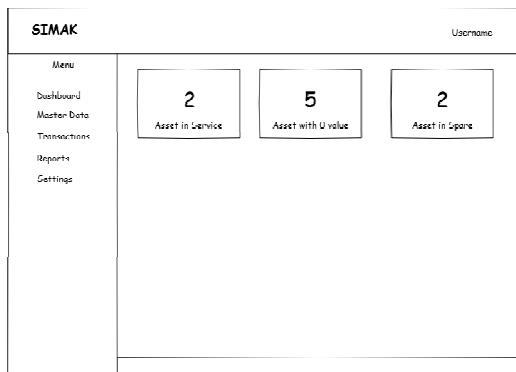 SIMAK
Username
Menu
Dashboard
Master Data
Transactions
Reports
Settings
2
Asset in Service
5
Asset with 0 value
2
Asset in Spare